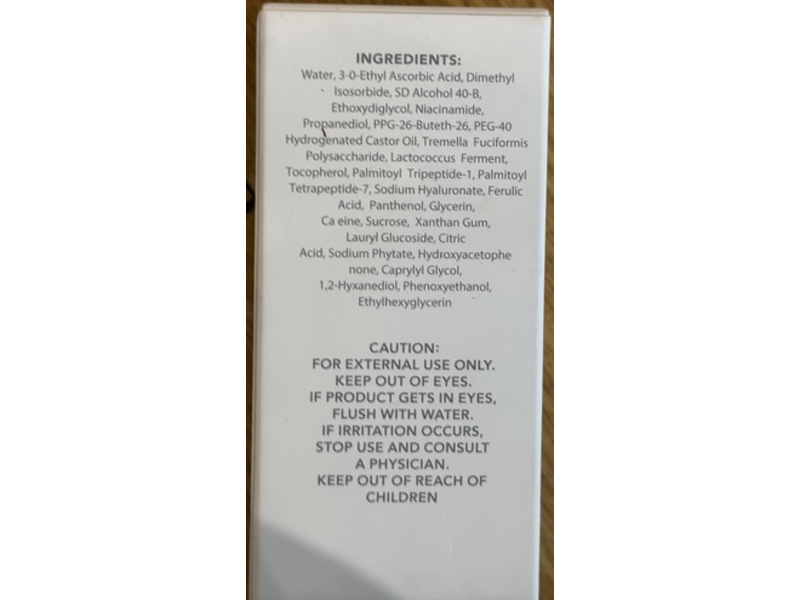 INGREDIENTS:
Water, 3-0-Ethyl Ascorbic Acid, Dimethyl
Isosorbide, SD Alcohol 40-B,
Ethoxydiglycol, Niacinamide,
Propanediol, PPG-26-Buteth-26, PEG-40
Hydrogenated Castor Oil, Tremella Fuciformis
Polysaccharide, Lactococcus Ferment,
Tocopherol, Palmitoyl Tripeptide-1, Palmitoyl
Tetrapeptide-7, Sodium Hyaluronate, Ferulic
Acid, Panthenol, Glycerin,
Ca eine, Sucrose, Xanthan Gum,
Lauryl Glucoside, Citric
Acid, Sodium Phytate, Hydroxyacetophe
none, Caprylyl Glycol,
1,2-Hyxanediol, Phenoxyethanol,
Ethylhexyglycerin
CAUTION:
FOR EXTERNAL USE ONLY.
KEEP OUT OF EYES.
IF PRODUCT GETS IN EYES,
FLUSH WITH WATER.
IF IRRITATION OCCURS,
STOP USE AND CONSULT
A PHYSICIAN.
KEEP OUT OF REACH OF
CHILDREN